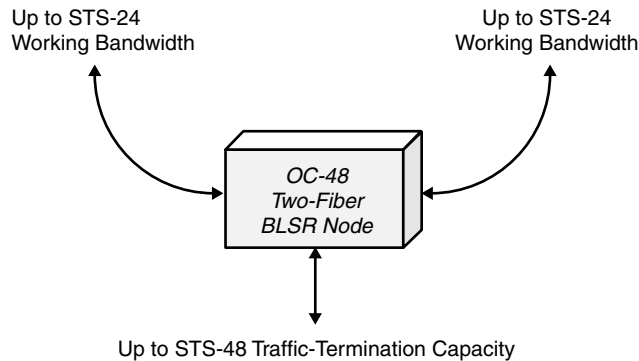 Up to STS-24
Working Bandwidth
Up to STS-24
Working Bandwidth
OC-48
Two-Fiber
BLSR Node
Up to STS-48 Traffic-Termination Capacity